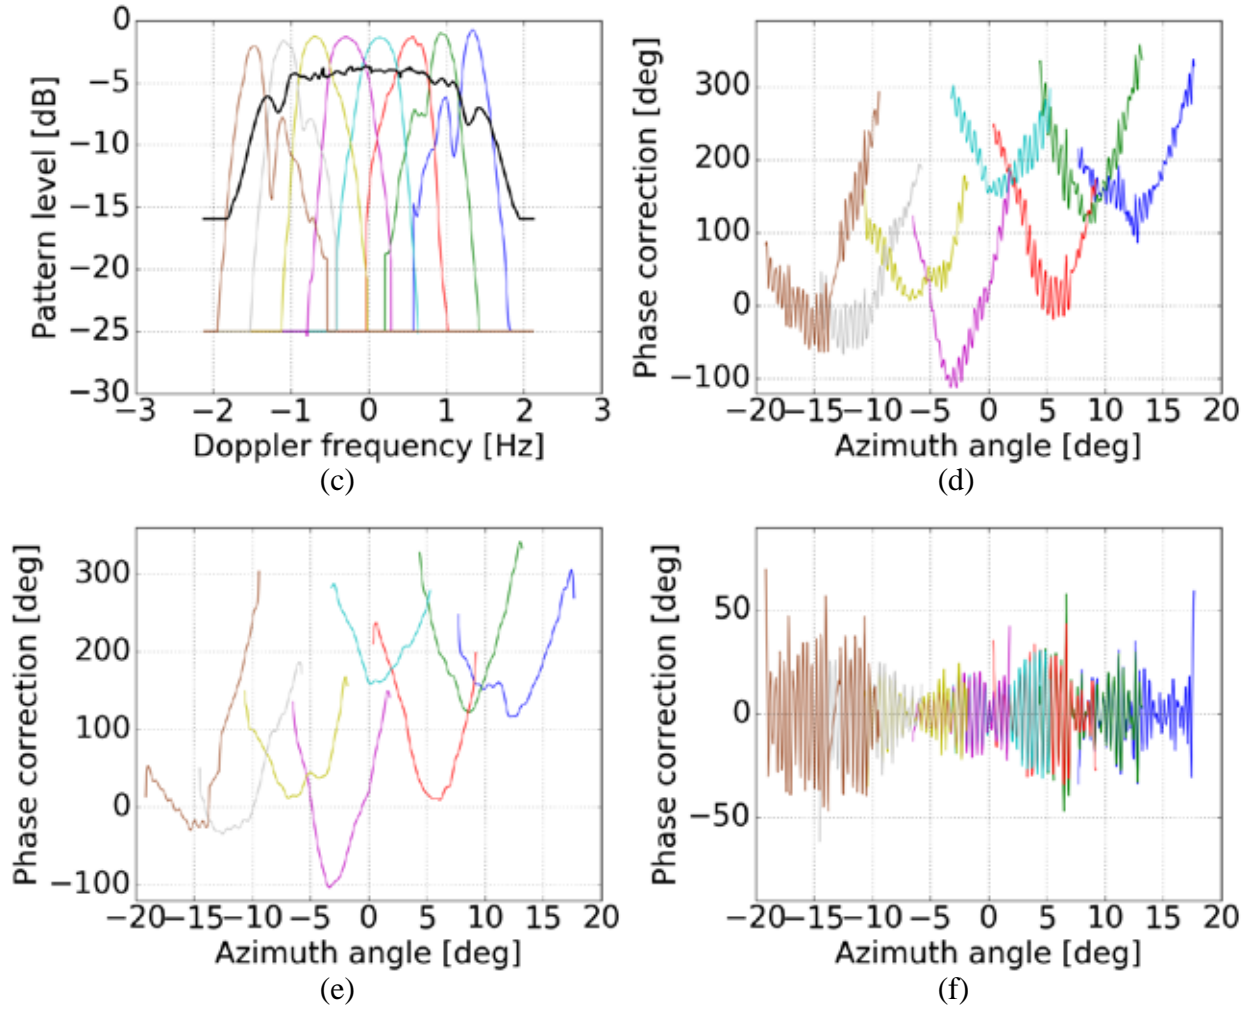 0
−5
−10
−15
−20
−25
−30
Pattern level [dB]
−3 −2 −1 0 1 2 3
Doppler frequency [Hz]
(c)
300
200
100
0
−100
Phase correction [deg]
−20 −15 −10 −5 0 5 10 15 20
Azimuth angle [deg]
(d)
300
200
100
0
−100
Phase correction [deg]
−20 −15 −10 −5 0 5 10 15 20
Azimuth angle [deg]
(e)
50
0
−50
Phase correction [deg]
−20 −15 −10 −5 0 5 10 15 20
Azimuth angle [deg]
(f)